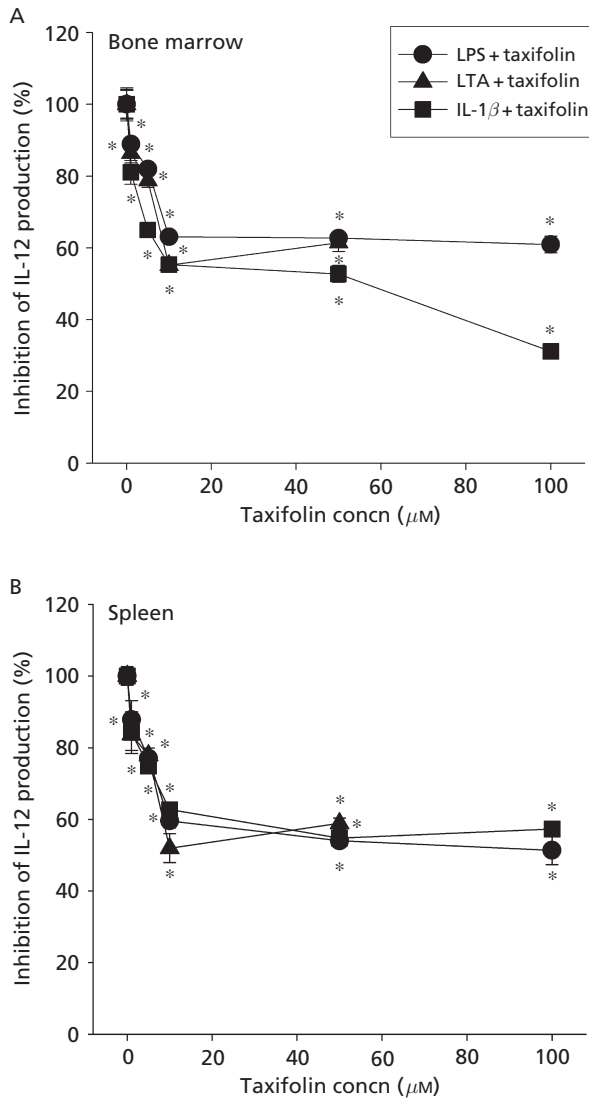 A
Bone marrow
LPS + taxifolin
LTA + taxifolin
IL-1β + taxifolin
Inhibition of IL-12 production (%)
120
100
80
60
40
20
0
* * * * * * * * * * * * * * *
0 20 40 60 80 100
Taxifolin concn (μM)
B
Spleen
Inhibition of IL-12 production (%)
120
100
80
60
40
20
0
* * * * * * * * * * * * * *
0 20 40 60 80 100
Taxifolin concn (μM)